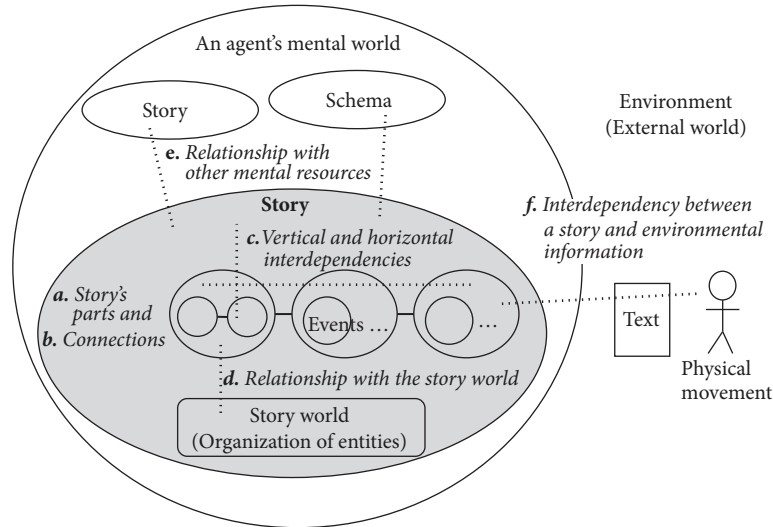 An agent's mental world
Story
Schema
Environment
(External world)
e. Relationship with
other mental resources
Story
f. Interdependency between
a story and environmental
information
c. Vertical and horizontal
interdependencies
a. Story's
parts and
b. Connections
Events ...
...
Text
Physical
movement
d. Relationship with the story world
Story world
(Organization of entities)